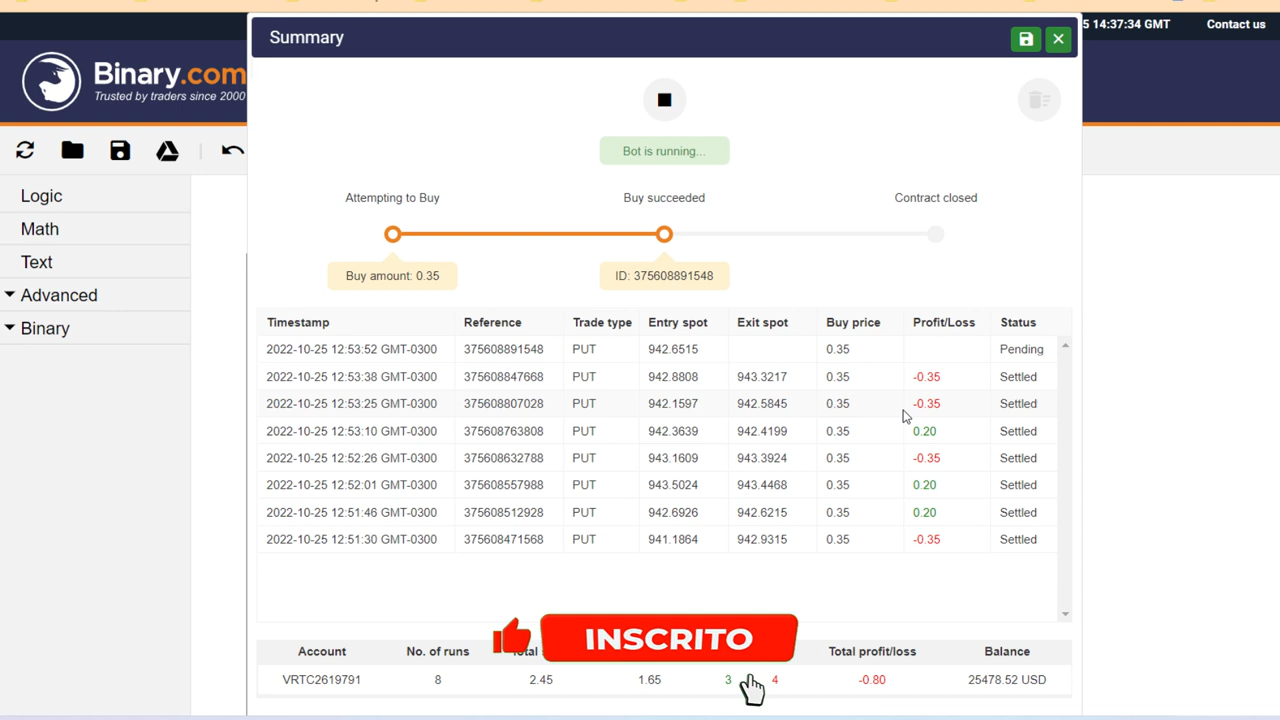 Summary
5 14:37:34 GMT
Contact us
Binary.com
Trusted by traders since 2000
Bot is running...
Logic
Math
Text
Advanced
Binary
Attempting to Buy
Buy succeeded
Contract closed
Buy amount: 0.35
ID: 375608891548
Timestamp Reference Trade type Entry spot Exit spot Buy price Profit/Loss Status
2022-10-25 12:53:52 GMT-0300 375608891548 PUT 942.6515 0.35 Pending
2022-10-25 12:53:38 GMT-0300 375608847668 PUT 942.8808 943.3217 0.35 -0.35 Settled
2022-10-25 12:53:25 GMT-0300 375608807028 PUT 942.1597 942.5845 0.35 -0.35 Settled
2022-10-25 12:53:10 GMT-0300 375608763808 PUT 942.3639 942.4199 0.35 0.20 Settled
2022-10-25 12:52:26 GMT-0300 375608632788 PUT 943.1609 943.3924 0.35 -0.35 Settled
2022-10-25 12:52:01 GMT-0300 375608557988 PUT 943.5024 943.4468 0.35 0.20 Settled
2022-10-25 12:51:46 GMT-0300 375608512928 PUT 942.6926 942.6215 0.35 0.20 Settled
2022-10-25 12:51:30 GMT-0300 375608471568 PUT 941.1864 942.9315 0.35 -0.35 Settled
INSCRITO
Account No. of runs Total profit/loss Balance
VRTC2619791 8 2.45 1.65 3 4 -0.80 25478.52 USD